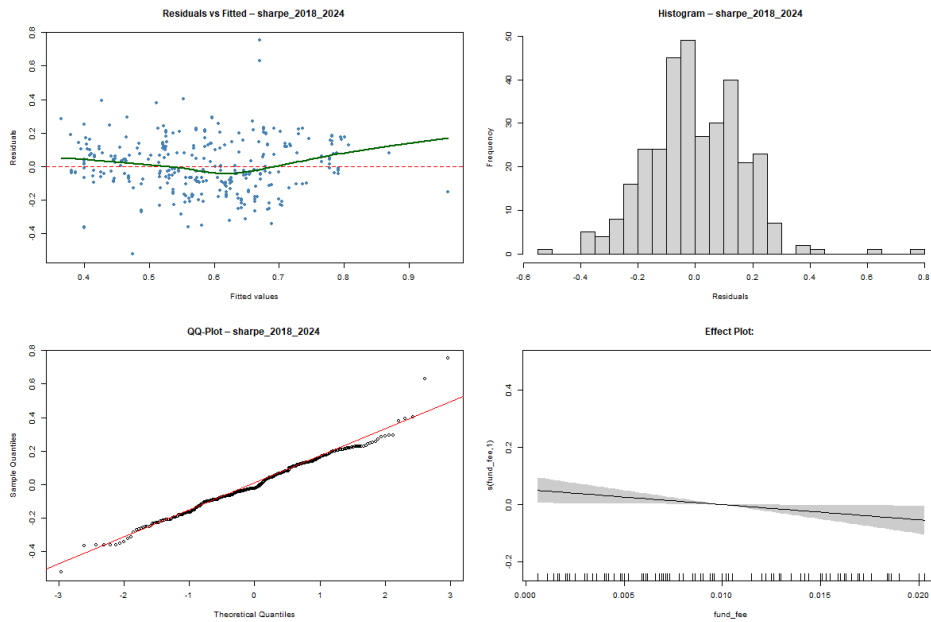 Residuals vs Fitted – sharpe_2018_2024
0.8
0.6
0.4
0.2
0.0
-0.2
-0.4
Residuals
0.4 0.5 0.6 0.7 0.8 0.9
Fitted values
Histogram – sharpe_2018_2024
50
40
30
20
10
0
Frequency
-0.6 -0.4 -0.2 0.0 0.2 0.4 0.6 0.8
Residuals
QQ-Plot – sharpe_2018_2024
0.8
0.6
0.4
0.2
0.0
-0.2
-0.4
Sample Quantiles
-3 -2 -1 0 1 2 3
Theoretical Quantiles
Effect Plot:
0.4
0.2
0.0
-0.2
s(fund_fee,1)
0.000 0.005 0.010 0.015 0.020
fund_fee